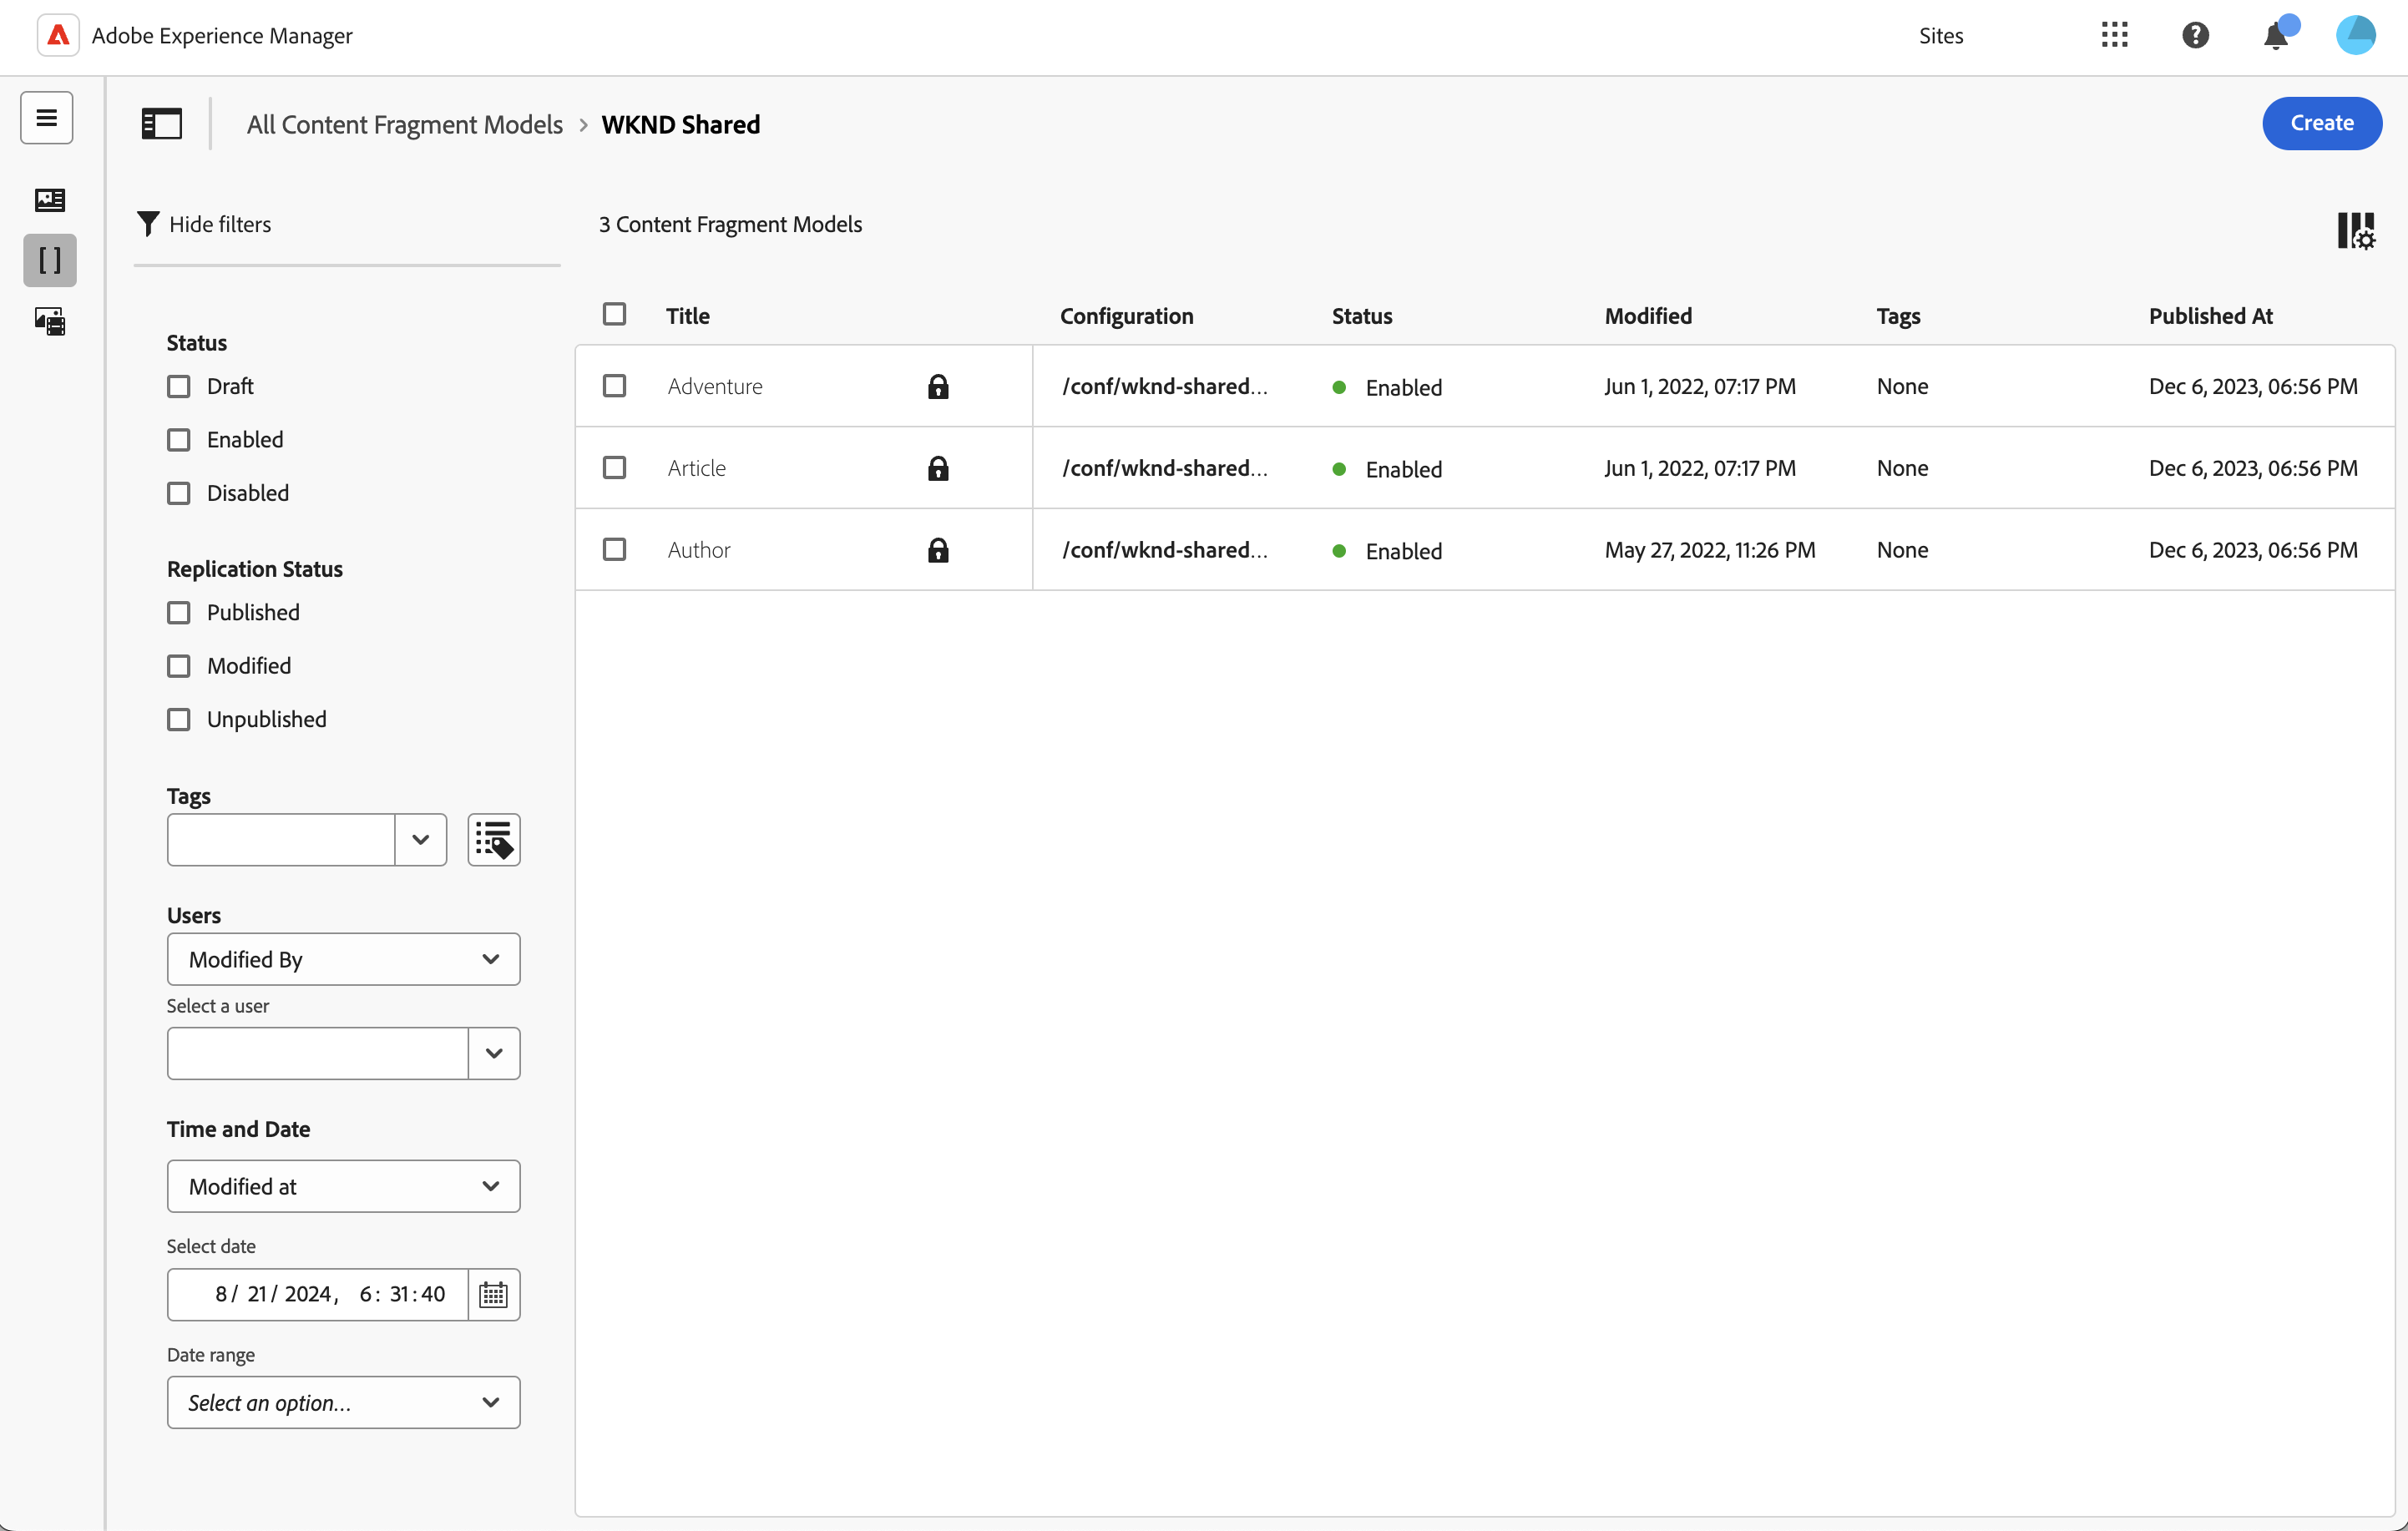 Adobe Experience Manager
Sites
All Content Fragment Models > WKND Shared
Create
Hide filters
3 Content Fragment Models
Title Configuration Status Modified Tags Published At
Adventure /conf/wknd-shared... Enabled Jun 1, 2022, 07:17 PM None Dec 6, 2023, 06:56 PM
Article /conf/wknd-shared... Enabled Jun 1, 2022, 07:17 PM None Dec 6, 2023, 06:56 PM
Author /conf/wknd-shared... Enabled May 27, 2022, 11:26 PM None Dec 6, 2023, 06:56 PM
Status
Draft
Enabled
Disabled
Replication Status
Published
Modified
Unpublished
Tags
Users
Modified By
Select a user
Time and Date
Modified at
Select date
8/ 21/ 2024, 6: 31:40
Date range
Select an option...